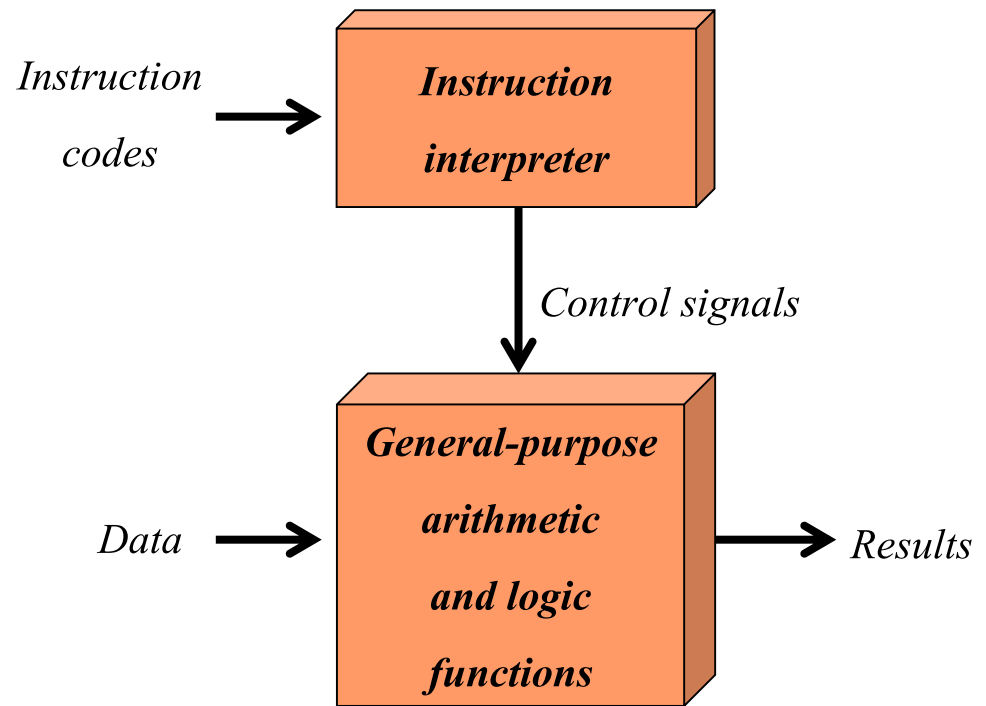 Instruction
codes
Instruction
interpreter
Control signals
Data
General-purpose
arithmetic
and logic
functions
Results